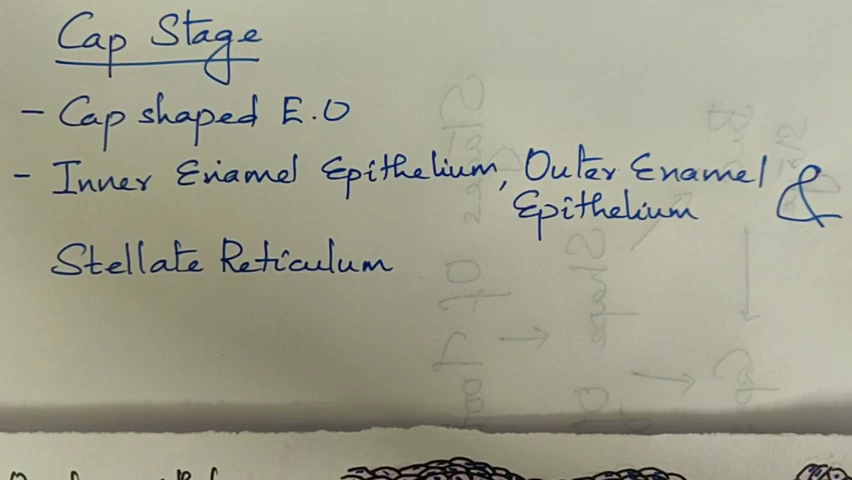 Cap Stage
- Cap shaped E.O
- Inner Enamel Epithelium, Outer Enamel
Epithelium &
Stellate Reticulum